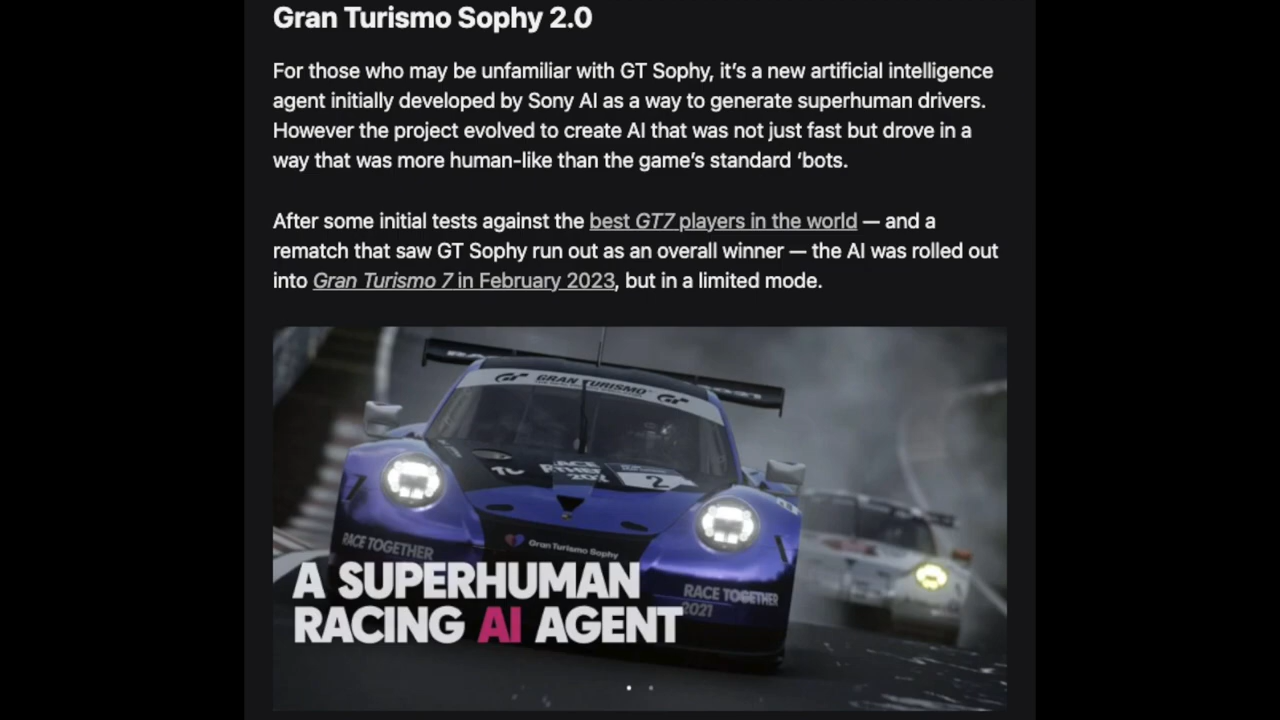 Gran Turismo Sophy 2.0
For those who may be unfamiliar with GT Sophy, it’s a new artificial intelligence
agent initially developed by Sony AI as a way to generate superhuman drivers.
However the project evolved to create AI that was not just fast but drove in a
way that was more human-like than the game’s standard ‘bots.
After some initial tests against the best GT7 players in the world — and a
rematch that saw GT Sophy run out as an overall winner — the AI was rolled out
into Gran Turismo 7 in February 2023, but in a limited mode.
GT GRAN TURISMO GT
2
Gran Turismo Sophy
RACE TOGETHER
RACE TOGETHER
2021
A SUPERHUMAN
RACING AI AGENT